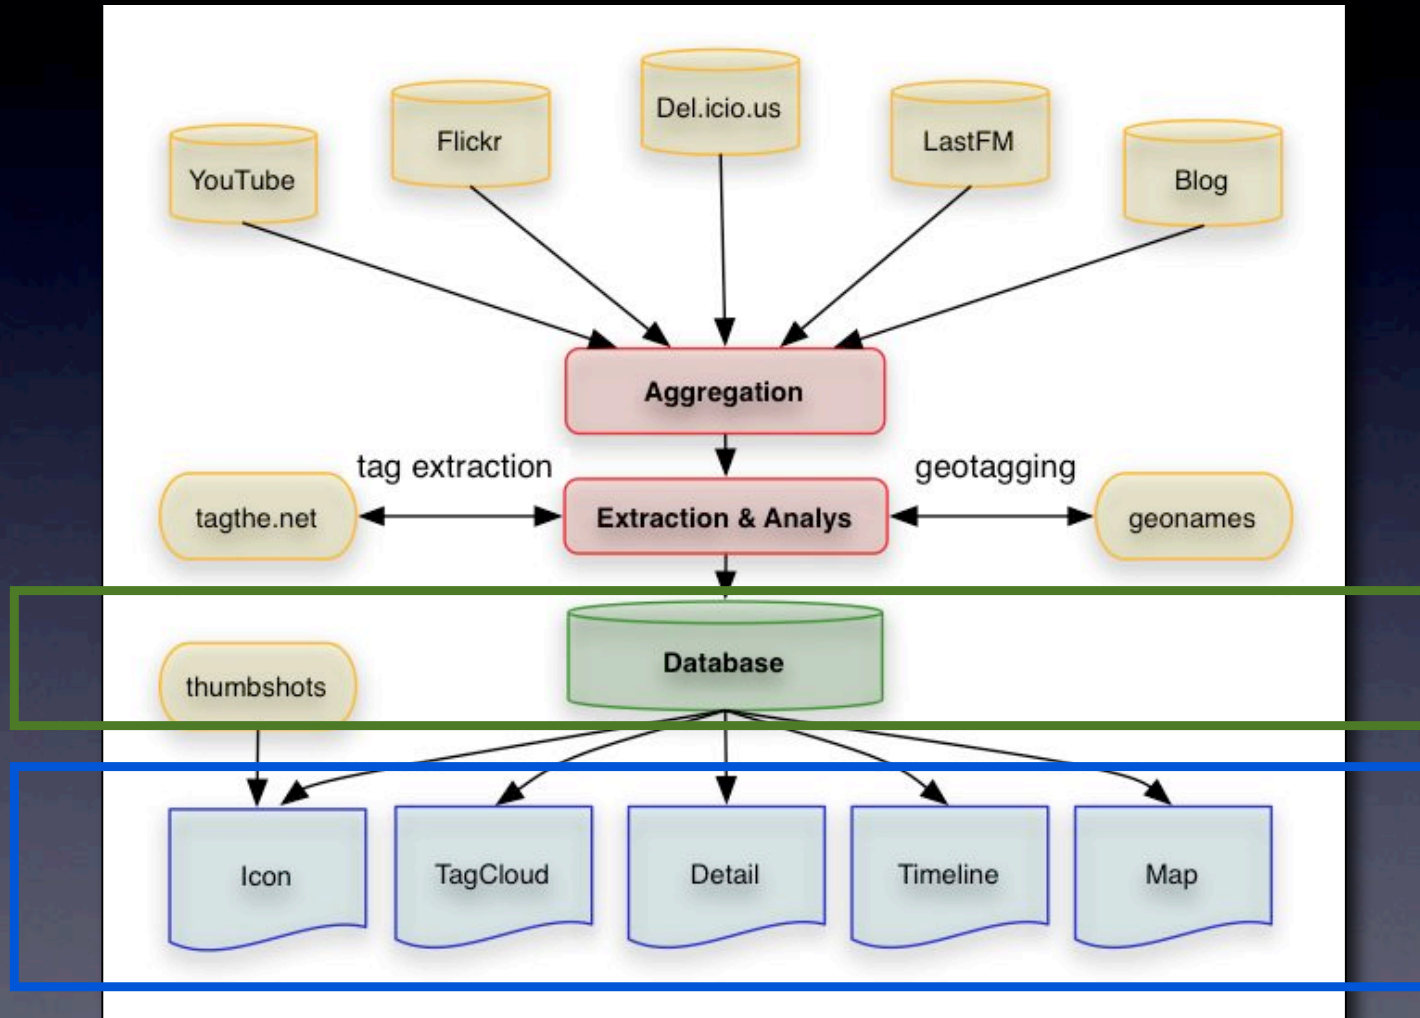 Del.icio.us
Flickr
LastFM
YouTube
Blog
Aggregation
tag extraction
geotagging
tagthe.net
Extraction & Analys
geonames
Database
thumbshots
Icon
TagCloud
Detail
Timeline
Map